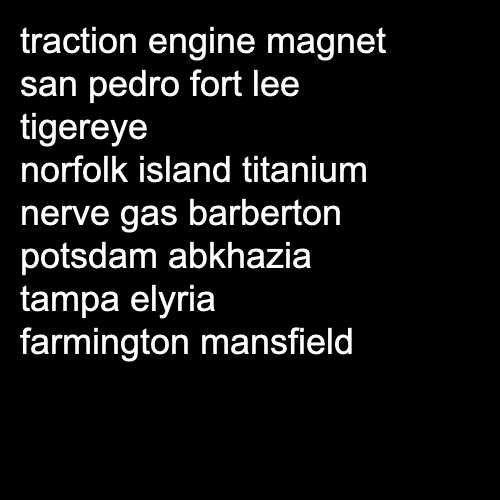 traction engine magnet
san pedro fort lee
tigereye
norfolk island titanium
nerve gas barberton
potsdam abkhazia
tampa elyria
farmington mansfield